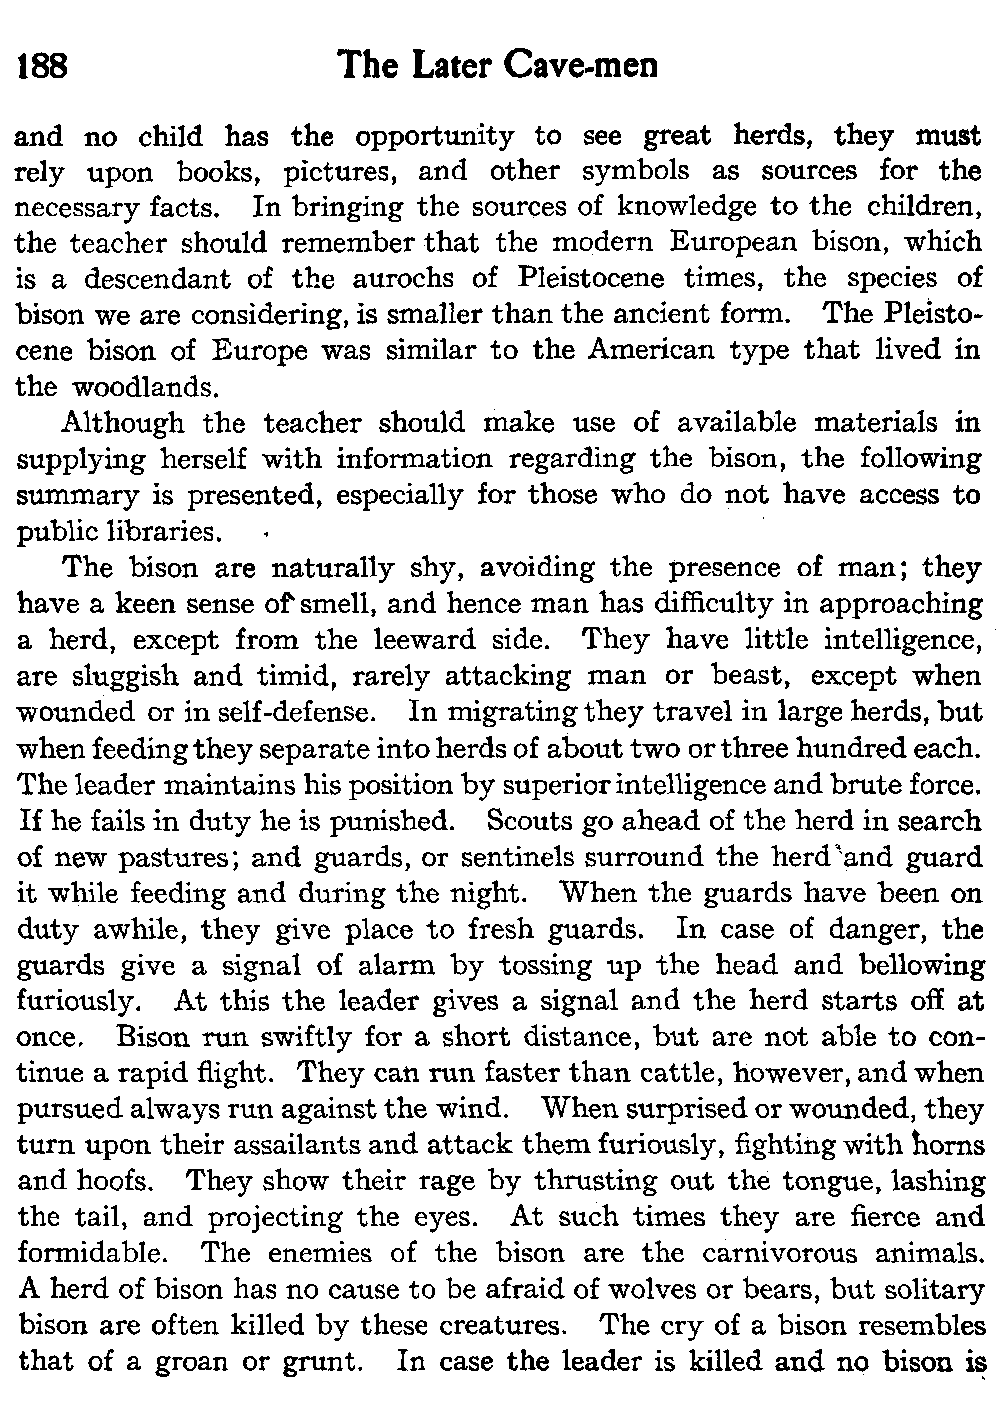 188 The Later Cave-men
and no child has the opportunity to see great herds, they must
rely upon books, pictures, and other symbols as sources for the
necessary facts. In bringing the sources of knowledge to the children,
the teacher should remember that the modern European bison, which
is a descendant of the aurochs of Pleistocene times, the species of
bison we are considering, is smaller than the ancient form. The Pleisto-
cene bison of Europe was similar to the American type that lived in
the woodlands.
Although the teacher should make use of available materials in
supplying herself with information regarding the bison, the following
summary is presented, especially for those who do not have access to
public libraries.
The bison are naturally shy, avoiding the presence of man; they
have a keen sense of smell, and hence man has difficulty in approaching
a herd, except from the leeward side. They have little intelligence,
are sluggish and timid, rarely attacking man or beast, except when
wounded or in self-defense. In migrating they travel in large herds, but
when feeding they separate into herds of about two or three hundred each.
The leader maintains his position by superior intelligence and brute force.
If he fails in duty he is punished. Scouts go ahead of the herd in search
of new pastures; and guards, or sentinels surround the herd and guard
it while feeding and during the night. When the guards have been on
duty awhile, they give place to fresh guards. In case of danger, the
guards give a signal of alarm by tossing up the head and bellowing
furiously. At this the leader gives a signal and the herd starts off at
once. Bison run swiftly for a short distance, but are not able to con-
tinue a rapid flight. They can run faster than cattle, however, and when
pursued always run against the wind. When surprised or wounded, they
turn upon their assailants and attack them furiously, fighting with horns
and hoofs. They show their rage by thrusting out the tongue, lashing
the tail, and projecting the eyes. At such times they are fierce and
formidable. The enemies of the bison are the carnivorous animals.
A herd of bison has no cause to be afraid of wolves or bears, but solitary
bison are often killed by these creatures. The cry of a bison resembles
that of a groan or grunt. In case the leader is killed and no bison is